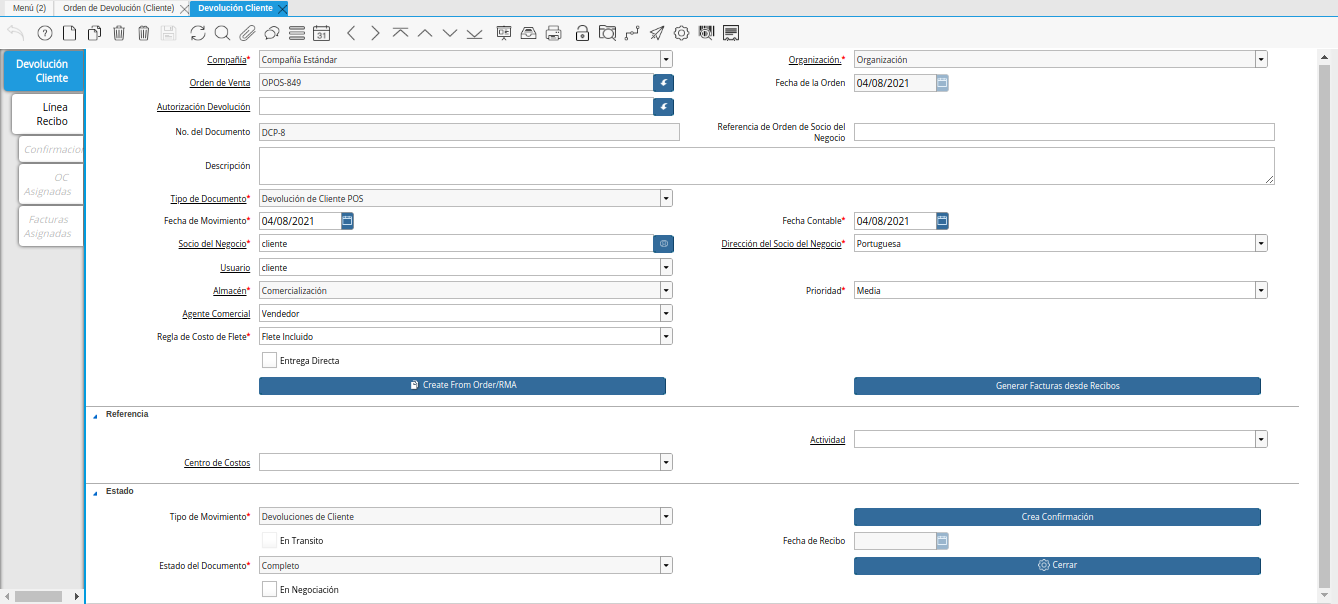 Menú (2) Orden de Devolución (Cliente) Devolución Cliente
31
Devolución
Cliente
Línea
Recibo
Confirmacion
OC
Asignadas
Facturas
Asignadas
Compañía* Compañía Estándar Organización.* Organización
Orden de Venta OPOS-849 Fecha de la Orden 04/08/2021
Autorización Devolución
No. del Documento DCP-8 Referencia de Orden de Socio del
Negocio
Descripción
Tipo de Documento* Devolución de Cliente POS
Fecha de Movimiento* 04/08/2021 Fecha Contable* 04/08/2021
Socio del Negocio* cliente Dirección del Socio del Negocio* Portuguesa
Usuario cliente
Almacén* Comercialización Prioridad* Media
Agente Comercial Vendedor
Regla de Costo de Flete* Flete Incluido
Entrega Directa
Create From Order/RMA Generar Facturas desde Recibos
Referencia
Actividad
Centro de Costos
Estado
Tipo de Movimiento* Devoluciones de Cliente Crea Confirmación
En Transito Fecha de Recibo
Estado del Documento* Completo Cerrar
En Negociación